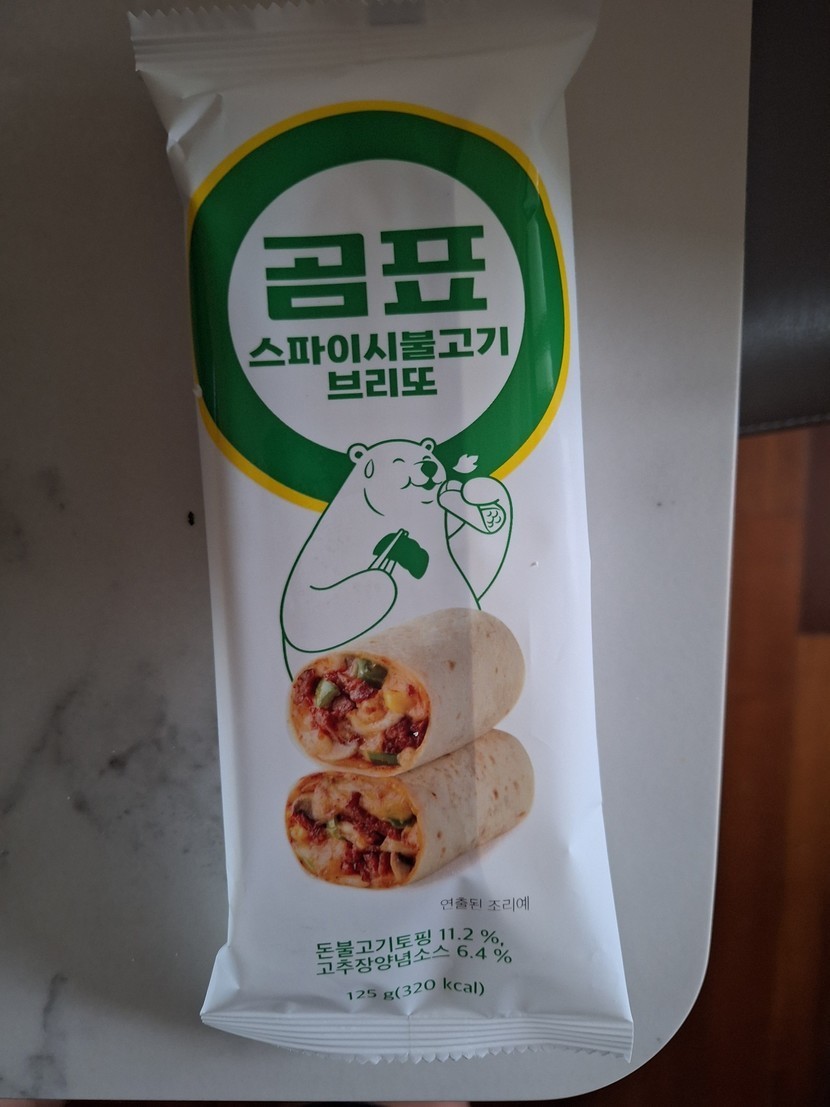 곰표
스파이시불고기
브리또
연출된 조리예
돈불고기토핑 11.2 %,
고추장양념소스 6.4 %
125 g(320 kcal)